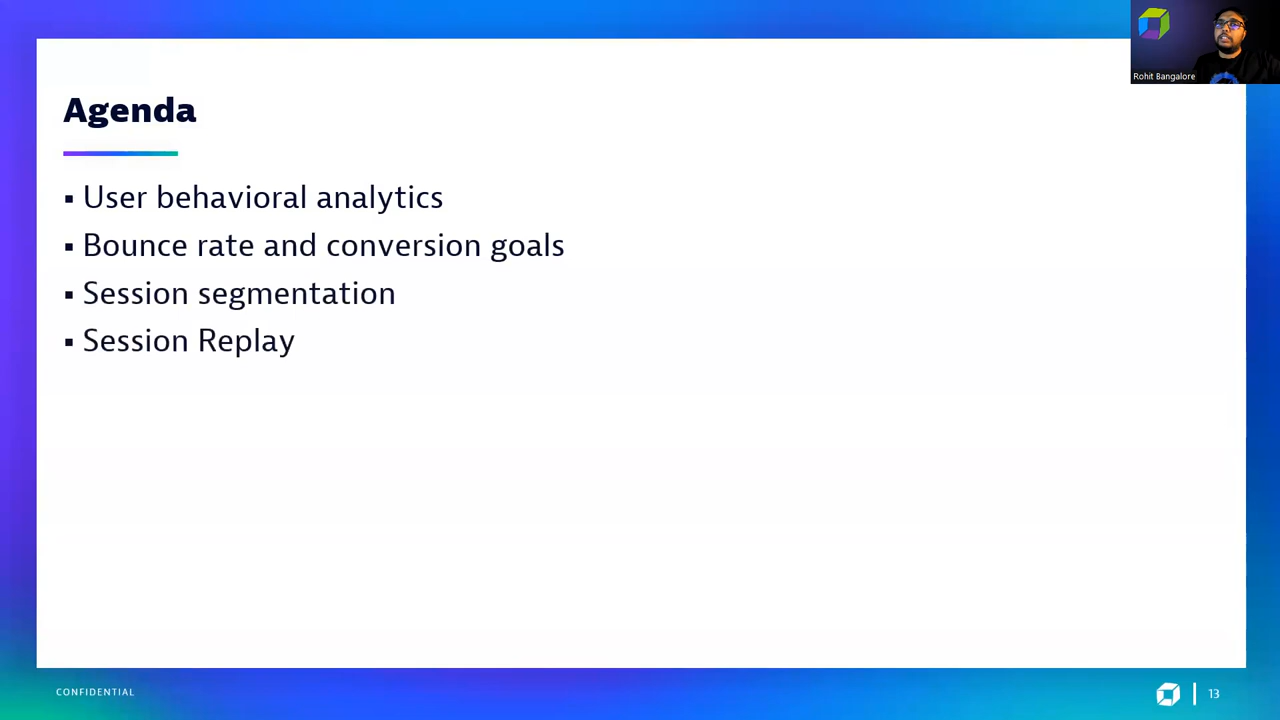 Rohit Bangalore
Agenda
▪ User behavioral analytics
▪ Bounce rate and conversion goals
▪ Session segmentation
▪ Session Replay
CONFIDENTIAL
13